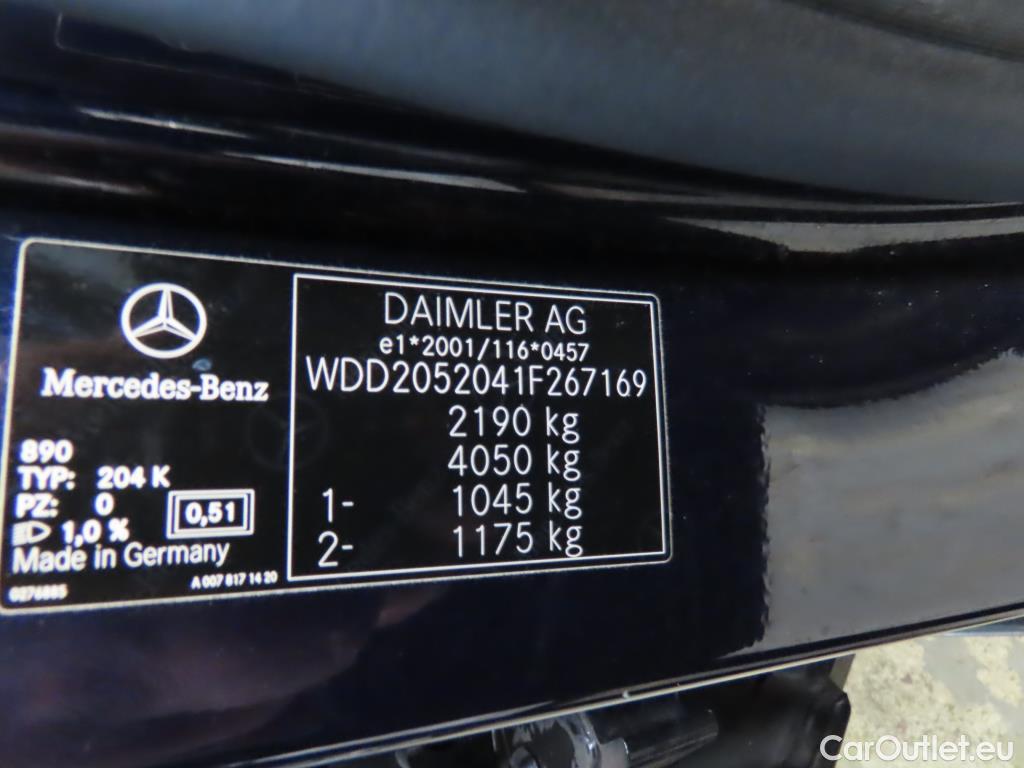 Mercedes-Benz
890
TYP: 204 K
PZ: 0
1,0 %
0,51
Made in Germany
A 007 817 14 20
0276885
DAIMLER AG
e1*2001/116*0457
WDD2052041F267169
2190 kg
4050 kg
1- 1045 kg
2- 1175 kg
CarOutlet.eu